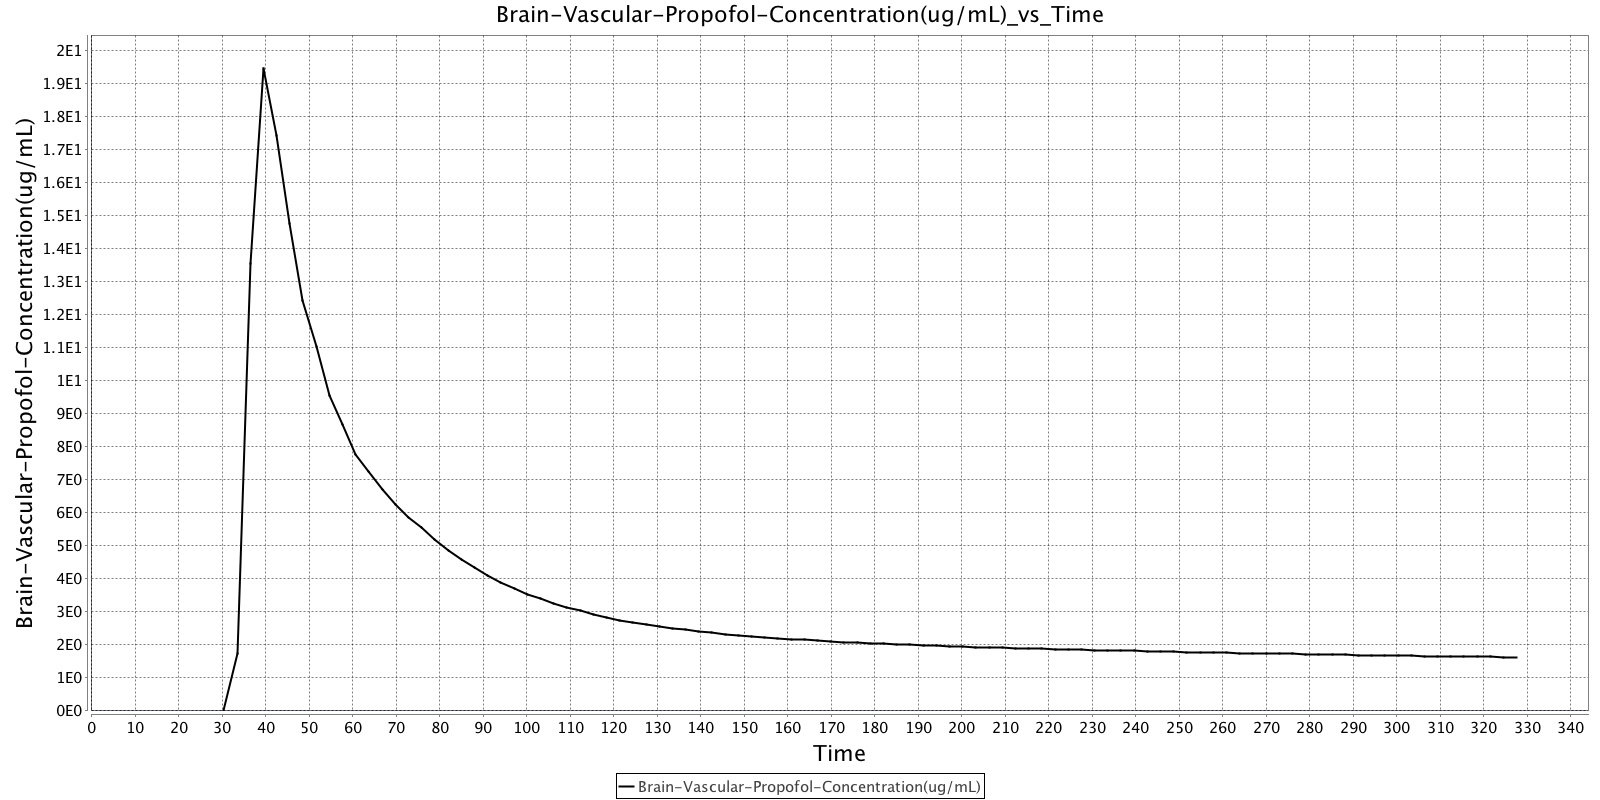 Brain-Vascular-Propofol-Concentration(ug/mL)_vs_Time
Brain-Vascular-Propofol-Concentration(ug/mL)
2E1
1.9E1
1.8E1
1.7E1
1.6E1
1.5E1
1.4E1
1.3E1
1.2E1
1.1E1
1E1
9E0
8E0
7E0
6E0
5E0
4E0
3E0
2E0
1E0
0E0
0 10 20 30 40 50 60 70 80 90 100 110 120 130 140 150 160 170 180 190 200 210 220 230 240 250 260 270 280 290 300 310 320 330 340
Time
Brain-Vascular-Propofol-Concentration(ug/mL)